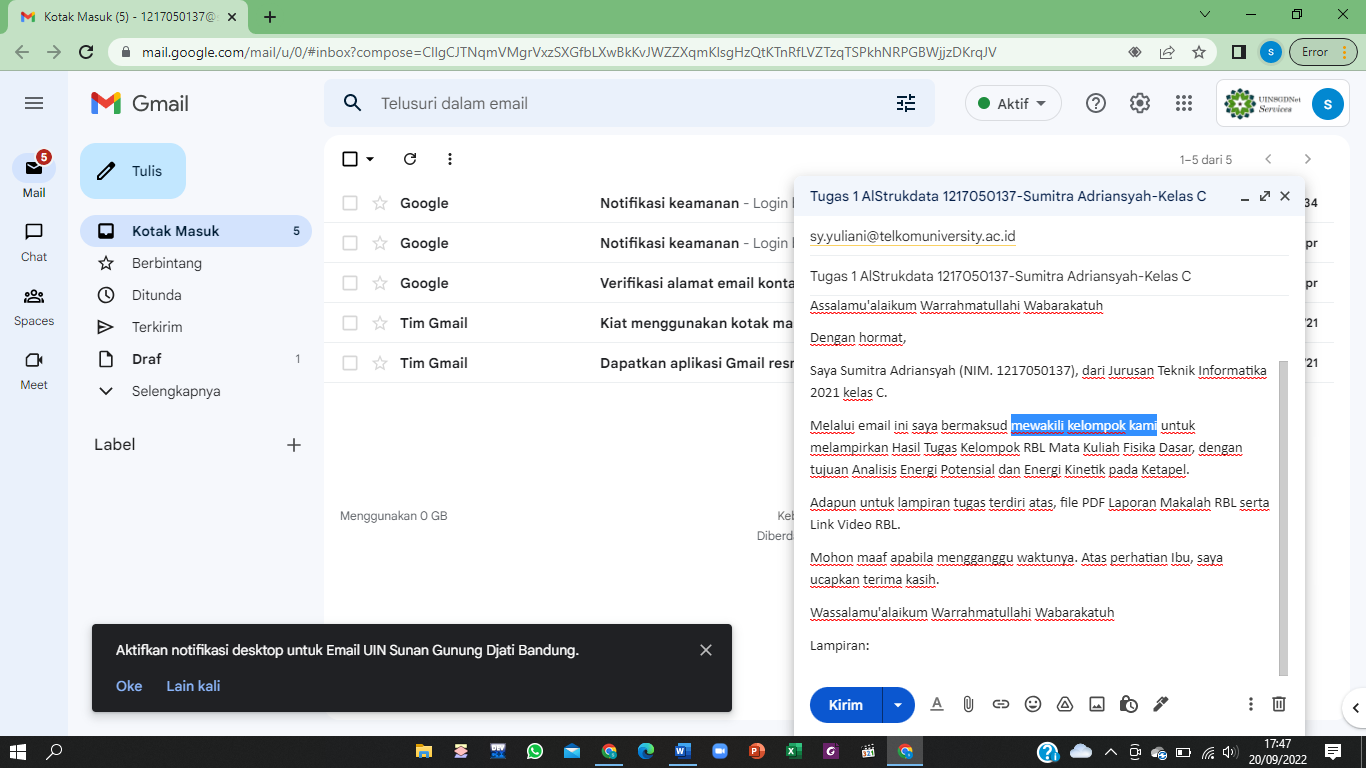 Kotak Masuk (5) - 1217050137@
mail.google.com/mail/u/0/#inbox?compose=CllgCJTNqmVMgrVxzSXGfbLXwBkKvJWZZXqmKlsgHzQtKTnRfLVZTzqTSPkhNRPGBWjjzDKrqJV
S
Error
Gmail
Telusuri dalam email
Aktif
UINSGDNet
Services
S
5
Mail
Chat
Spaces
Meet
Tulis
Kotak Masuk 5
Berbintang
Ditunda
Terkirim
Draf 1
Selengkapnya
Label
1–5 dari 5
Google Notifikasi keamanan - Login 34
Google Notifikasi keamanan - Login pr
Google Verifikasi alamat email konta pr
Tim Gmail Kiat menggunakan kotak ma /21
Tim Gmail Dapatkan aplikasi Gmail resr /21
Menggunakan 0 GB
Keb
Diberda
Tugas 1 AlStrukdata 1217050137-Sumitra Adriansyah-Kelas C
sy.yuliani@telkomuniversity.ac.id
Tugas 1 AlStrukdata 1217050137-Sumitra Adriansyah-Kelas C
Assalamu'alaikum Warrahmatullahi Wabarakatuh
Dengan hormat,
Saya Sumitra Adriansyah (NIM. 1217050137), dari Jurusan Teknik Informatika
2021 kelas C.
Melalui email ini saya bermaksud mewakili kelompok kami untuk
melampirkan Hasil Tugas Kelompok RBL Mata Kuliah Fisika Dasar, dengan
tujuan Analisis Energi Potensial dan Energi Kinetik pada Ketapel.
Adapun untuk lampiran tugas terdiri atas, file PDF Laporan Makalah RBL serta
Link Video RBL.
Mohon maaf apabila mengganggu waktunya. Atas perhatian Ibu, saya
ucapkan terima kasih.
Wassalamu'alaikum Warrahmatullahi Wabarakatuh
Lampiran:
Kirim
Aktifkan notifikasi desktop untuk Email UIN Sunan Gunung Djati Bandung.
Oke Lain kali
17:47
20/09/2022